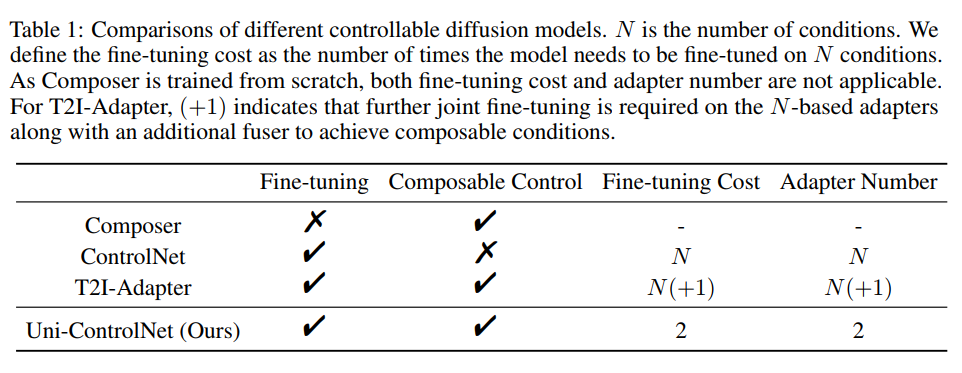 Table 1: Comparisons of different controllable diffusion models. N is the number of conditions. We
define the fine-tuning cost as the number of times the model needs to be fine-tuned on N conditions.
As Composer is trained from scratch, both fine-tuning cost and adapter number are not applicable.
For T2I-Adapter, (+1) indicates that further joint fine-tuning is required on the N-based adapters
along with an additional fuser to achieve composable conditions.
Fine-tuning Composable Control Fine-tuning Cost Adapter Number
Composer ✗ ✓ - -
ControlNet ✓ ✗ N N
T2I-Adapter ✓ ✓ N(+1) N(+1)
Uni-ControlNet (Ours) ✓ ✓ 2 2